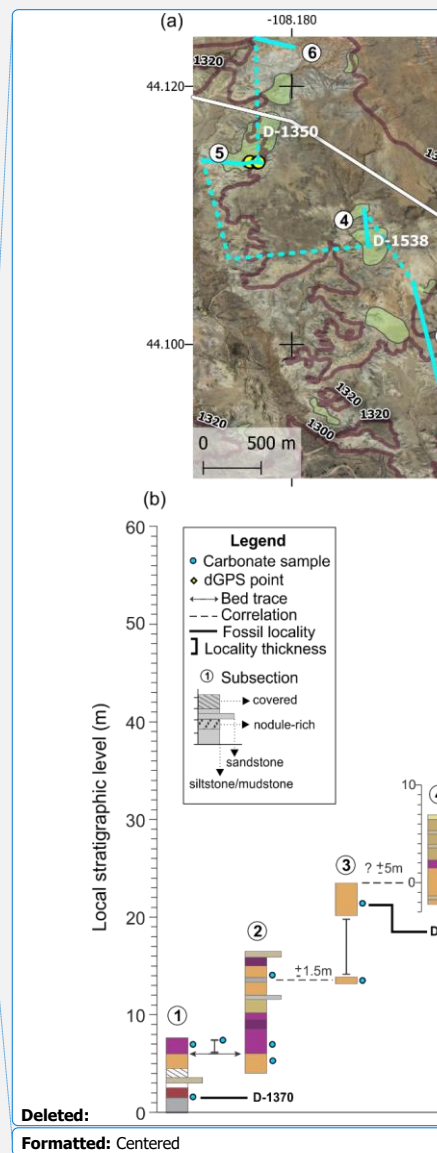 (a)
-108.180
1320
6
44.120
D-1350
5
4
D-1538
44.100
1320
1320
1320
1300
0 500 m
(b)
60
50
40
30
20
10
0
Local stratigraphic level (m)
Legend
Carbonate sample
dGPS point
Bed trace
Correlation
Fossil locality
Locality thickness
1 Subsection
covered
nodule-rich
sandstone
siltstone/mudstone
10
0
4
3
? ±5m
2
±1.5m
1
D-1370
Deleted:
Formatted: Centered